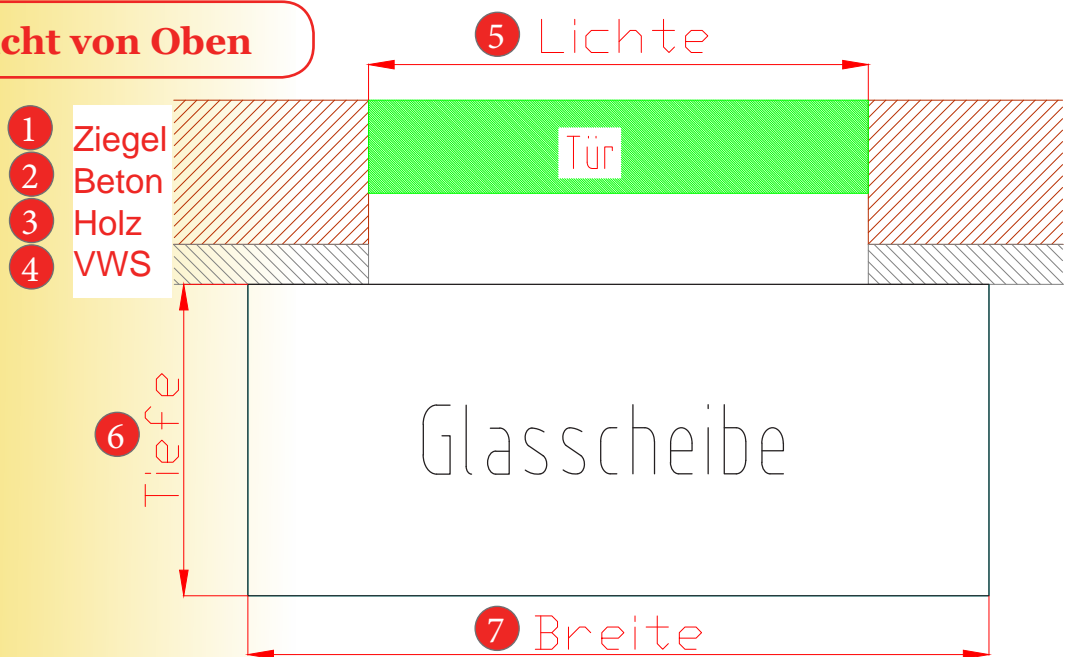 cht von Oben
5 Lichte
1 Ziegel
2 Beton
3 Holz
4 VWS
Tür
6 Tiefe
Glasscheibe
7 Breite